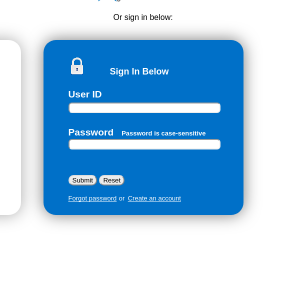 Or sign in below:
Sign In Below
User ID
Password Password is case-sensitive
Submit Reset
Forgot password or Create an account